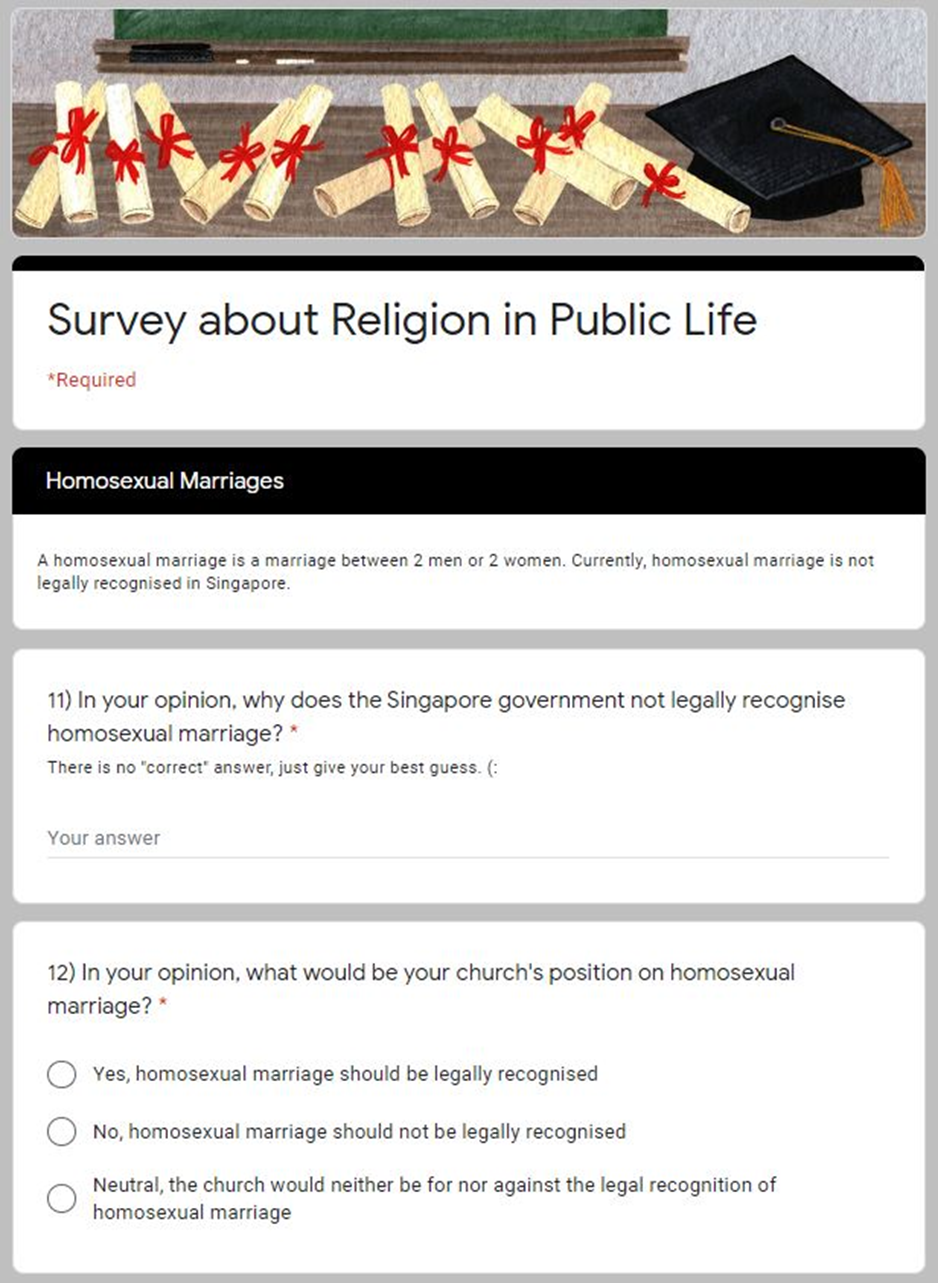 Survey about Religion in Public Life
*Required
Homosexual Marriages
A homosexual marriage is a marriage between 2 men or 2 women. Currently, homosexual marriage is not
legally recognised in Singapore.
11) In your opinion, why does the Singapore government not legally recognise
homosexual marriage? *
There is no "correct" answer, just give your best guess. (:
Your answer
12) In your opinion, what would be your church's position on homosexual
marriage? *
Yes, homosexual marriage should be legally recognised
No, homosexual marriage should not be legally recognised
Neutral, the church would neither be for nor against the legal recognition of
homosexual marriage